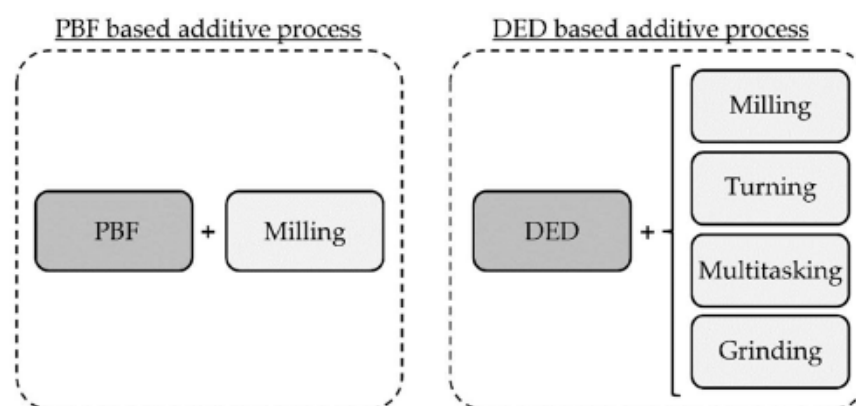 PBF based additive process
PBF
+
Milling
DED based additive process
DED
+
Milling
Turning
Multitasking
Grinding